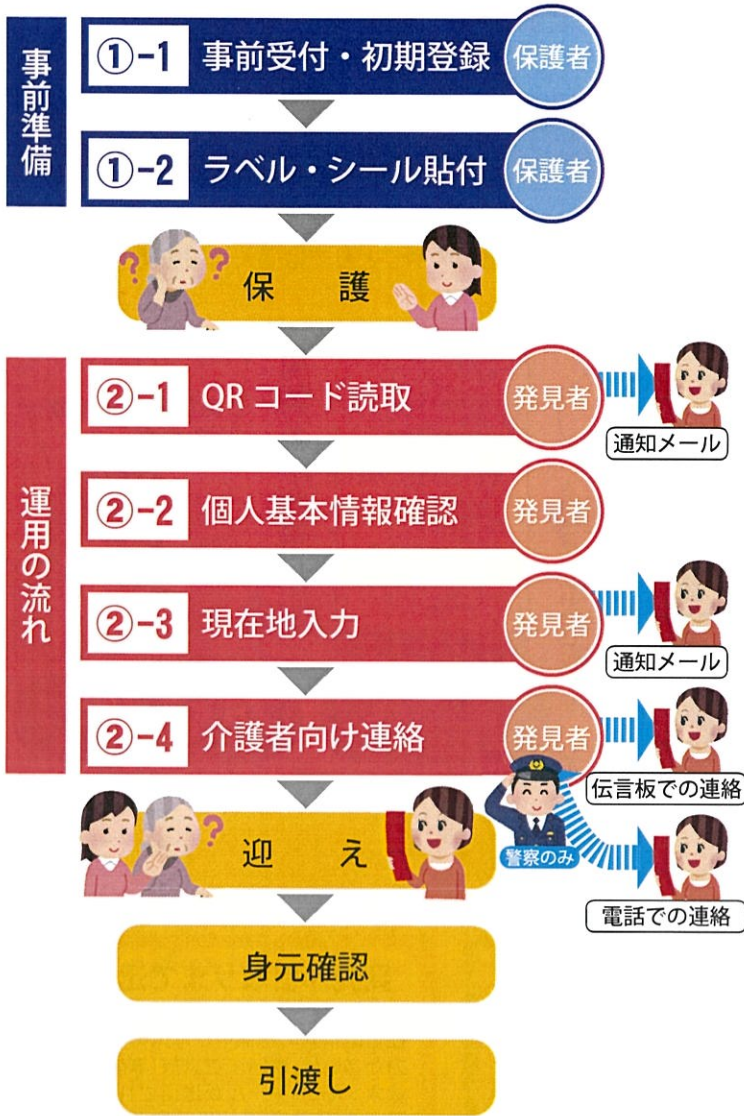 事前準備
①-1 事前受付・初期登録 保護者
①-2 ラベル・シール貼付 保護者
? ?
保　護
運用の流れ
②-1 QRコード読取 発見者
通知メール
②-2 個人基本情報確認 発見者
②-3 現在地入力 発見者
通知メール
②-4 介護者向け連絡 発見者
伝言板での連絡
?
迎　え
警察のみ
電話での連絡
身元確認
引渡し